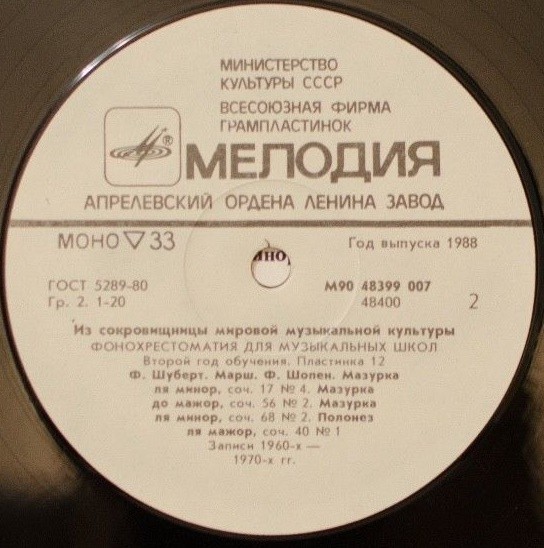 МИНИСТЕРСТВО
КУЛЬТУРЫ СССР
ВСЕСОЮЗНАЯ ФИРМА
ГРАМПЛАСТИНОК
® МЕЛОДИЯ
АПРЕЛЕВСКИЙ ОРДЕНА ЛЕНИНА ЗАВОД
МОНО ▽ 33 Год выпуска 1988
ГОСТ 5289-80 М90 48399 007
Гр. 2. 1-20 48400 2
Из сокровищницы мировой музыкальной культуры
ФОНОХРЕСТОМАТИЯ ДЛЯ МУЗЫКАЛЬНЫХ ШКОЛ
Второй год обучения. Пластинка 12
Ф. Шуберт. Марш. Ф. Шопен. Мазурка
ля минор, соч. 17 № 4. Мазурка
до мажор, соч. 56 № 2. Мазурка
ля минор, соч. 68 № 2. Полонез
ля мажор, соч. 40 № 1
Записи 1960-х —
1970-х гг.